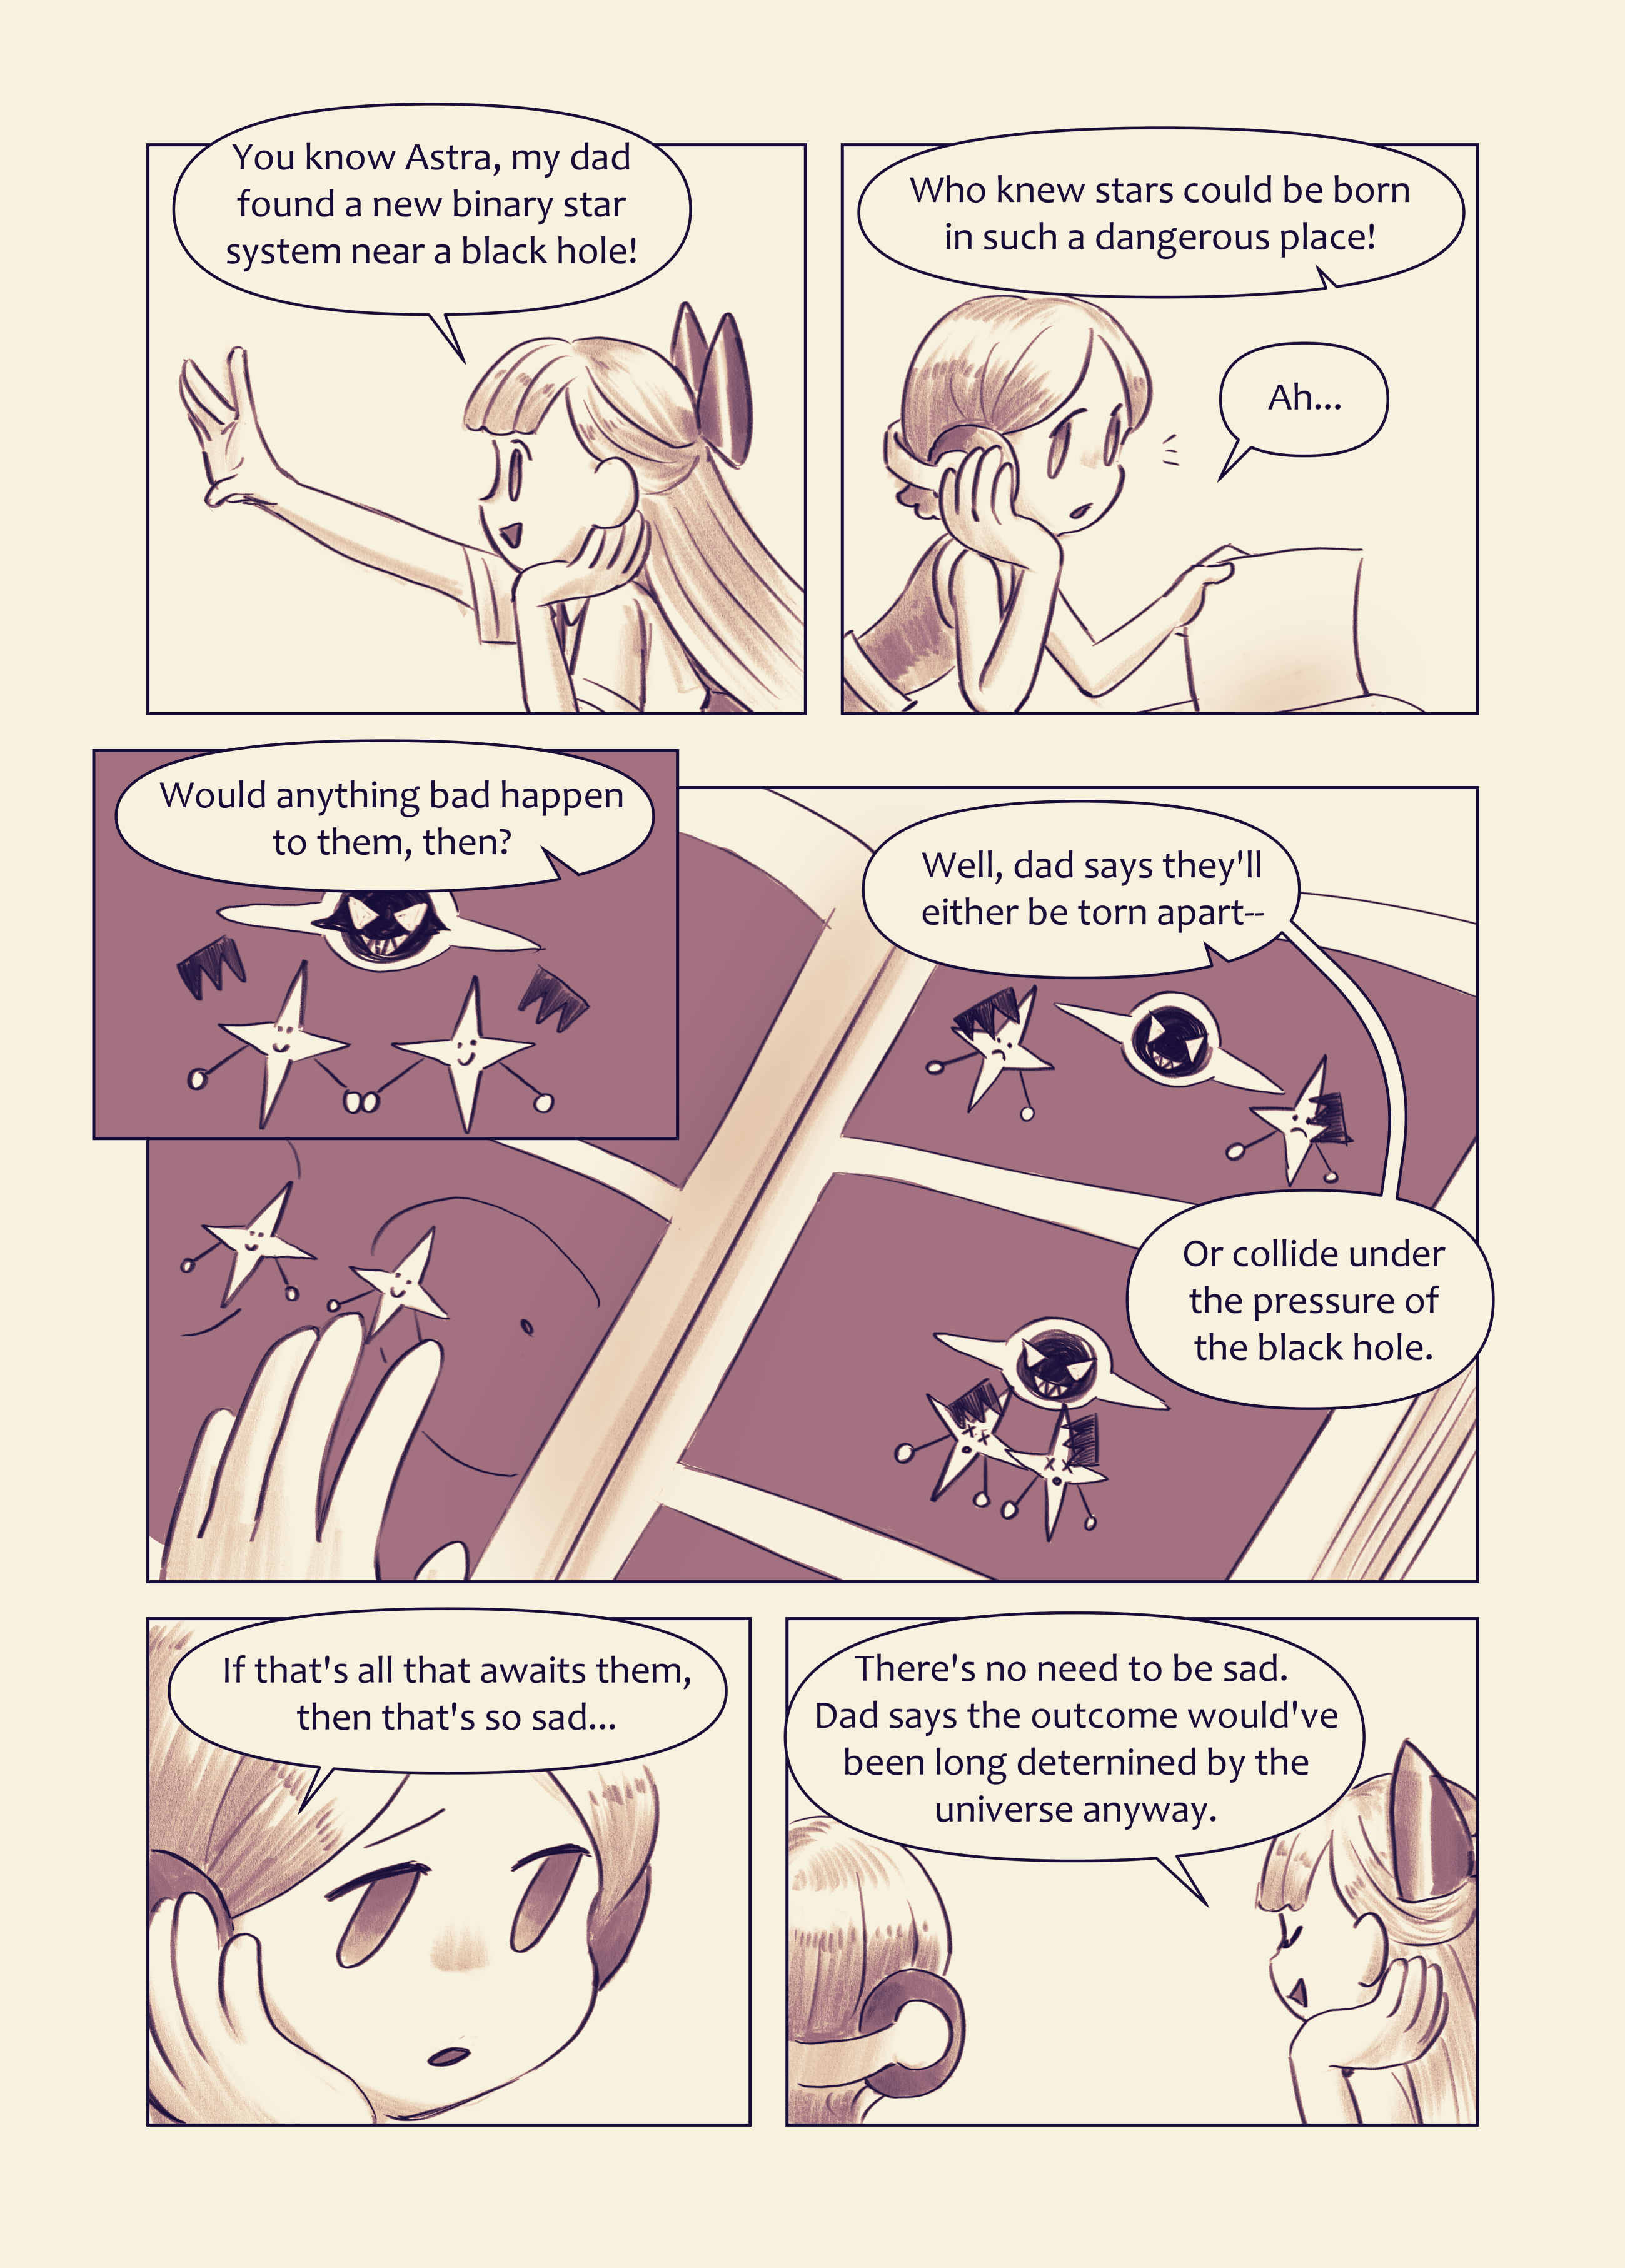 You know Astra, my dad
found a new binary star
system near a black hole!
Who knew stars could be born
in such a dangerous place!
Ah...
Would anything bad happen
to them, then?
Well, dad says they'll
either be torn apart--
Or collide under
the pressure of
the black hole.
If that's all that awaits them,
then that's so sad...
There's no need to be sad.
Dad says the outcome would've
been long deternined by the
universe anyway.